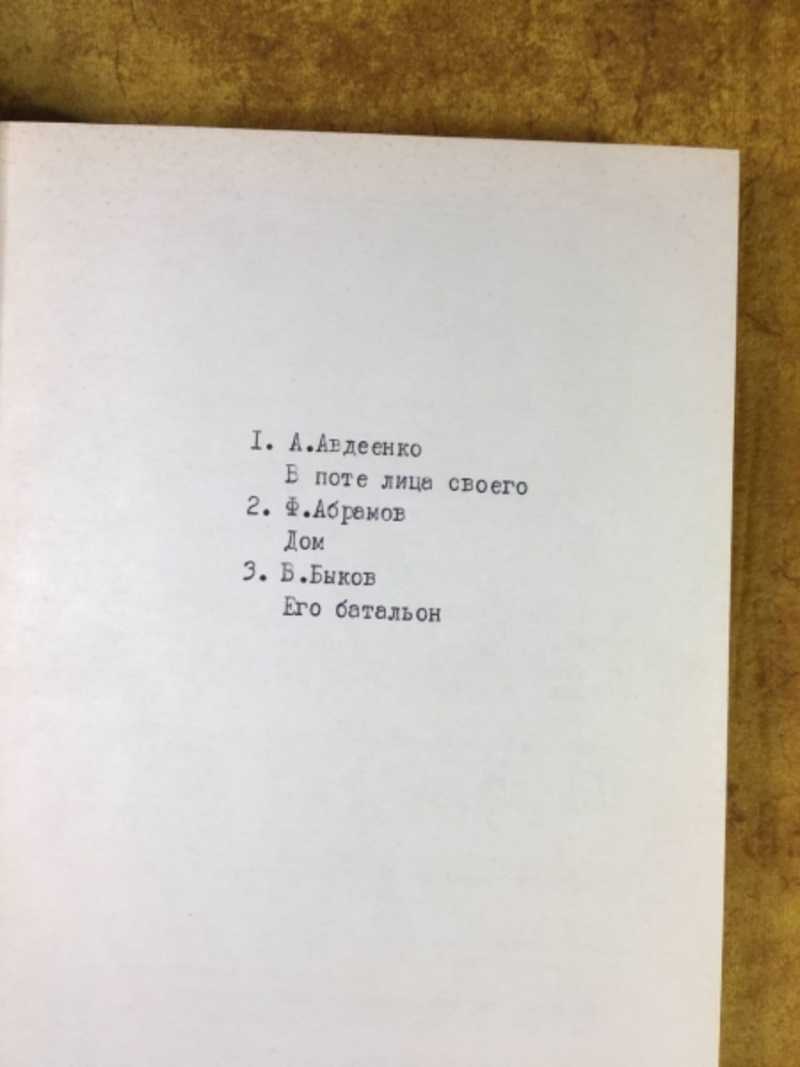 I. А.Авдеенко
В поте лица своего
2. Ф.Абрамов
Дом
3. В.Быков
Его батальон